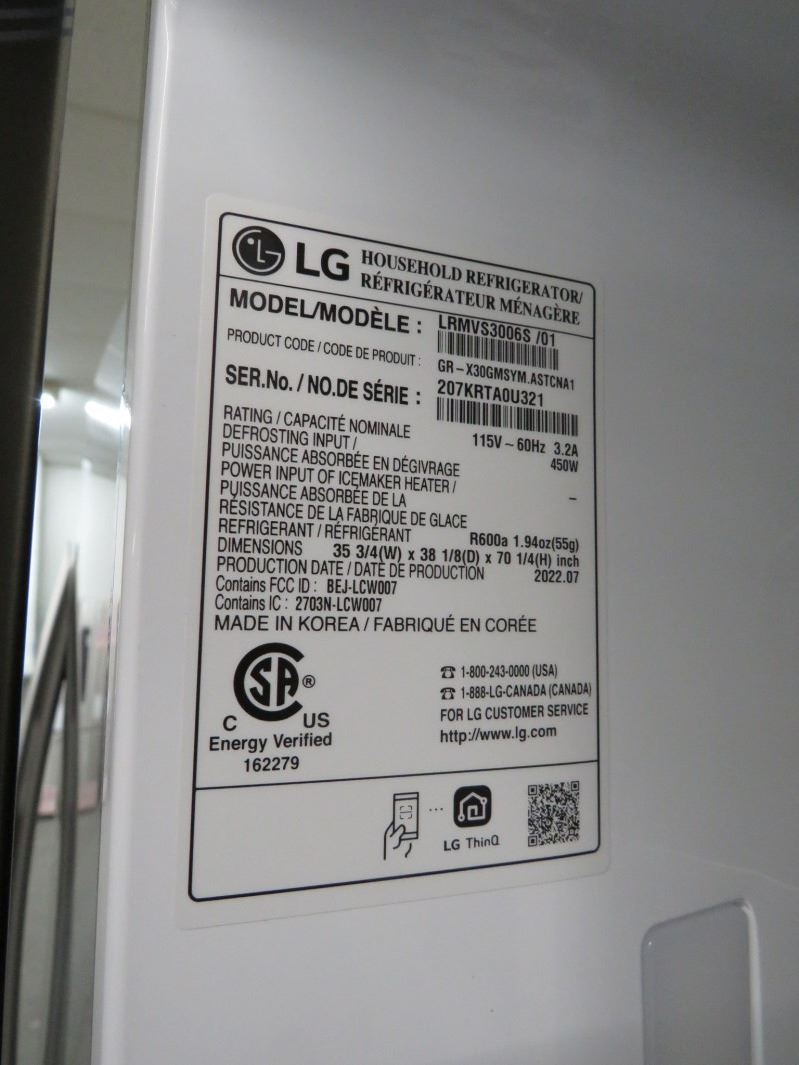 LG HOUSEHOLD REFRIGERATOR/
RÉFRIGÉRATEUR MÉNAGÈRE
MODEL/MODÈLE : LRMVS3006S /01
PRODUCT CODE / CODE DE PRODUIT : GR-X30GMSYM.ASTCNA1
SER.No. / NO.DE SÉRIE : 207KRTA0U321
RATING / CAPACITÉ NOMINALE 115V ~ 60Hz 3.2A
DEFROSTING INPUT / 450W
PUISSANCE ABSORBÉE EN DÉGIVRAGE
POWER INPUT OF ICEMAKER HEATER / –
PUISSANCE ABSORBÉE DE LA
RÉSISTANCE DE LA FABRIQUE DE GLACE
REFRIGERANT / RÉFRIGÉRANT R600a 1.94oz(55g)
DIMENSIONS 35 3/4(W) x 38 1/8(D) x 70 1/4(H) inch
PRODUCTION DATE / DATE DE PRODUCTION 2022.07
Contains FCC ID : BEJ-LCW007
Contains IC : 2703N-LCW007
MADE IN KOREA / FABRIQUÉ EN CORÉE
SA ®
C US
Energy Verified
162279
☎ 1-800-243-0000 (USA)
☎ 1-888-LG-CANADA (CANADA)
FOR LG CUSTOMER SERVICE
http://www.lg.com
LG ThinQ